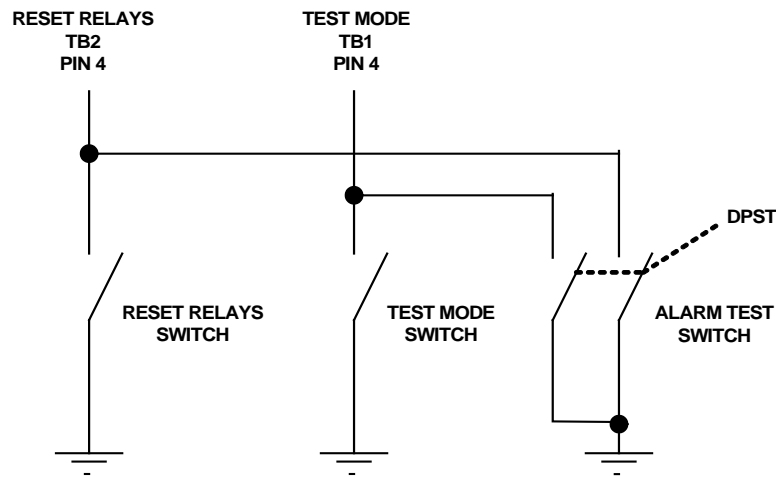 RESET RELAYS
TB2
PIN 4
TEST MODE
TB1
PIN 4
DPST
RESET RELAYS
SWITCH
TEST MODE
SWITCH
ALARM TEST
SWITCH